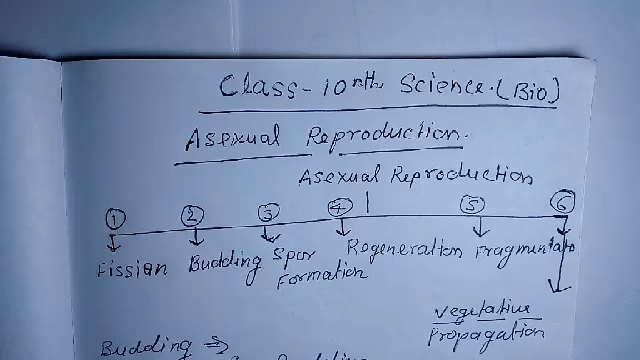 Class-10nth Science.(Bio)
Asexual Reproduction.
Asexual Reproduction
1 2 3 4 5 6
Fission Budding Spor Formation Regeneration Fragmentatio
Vegetative
Propagation
Budding ⇒